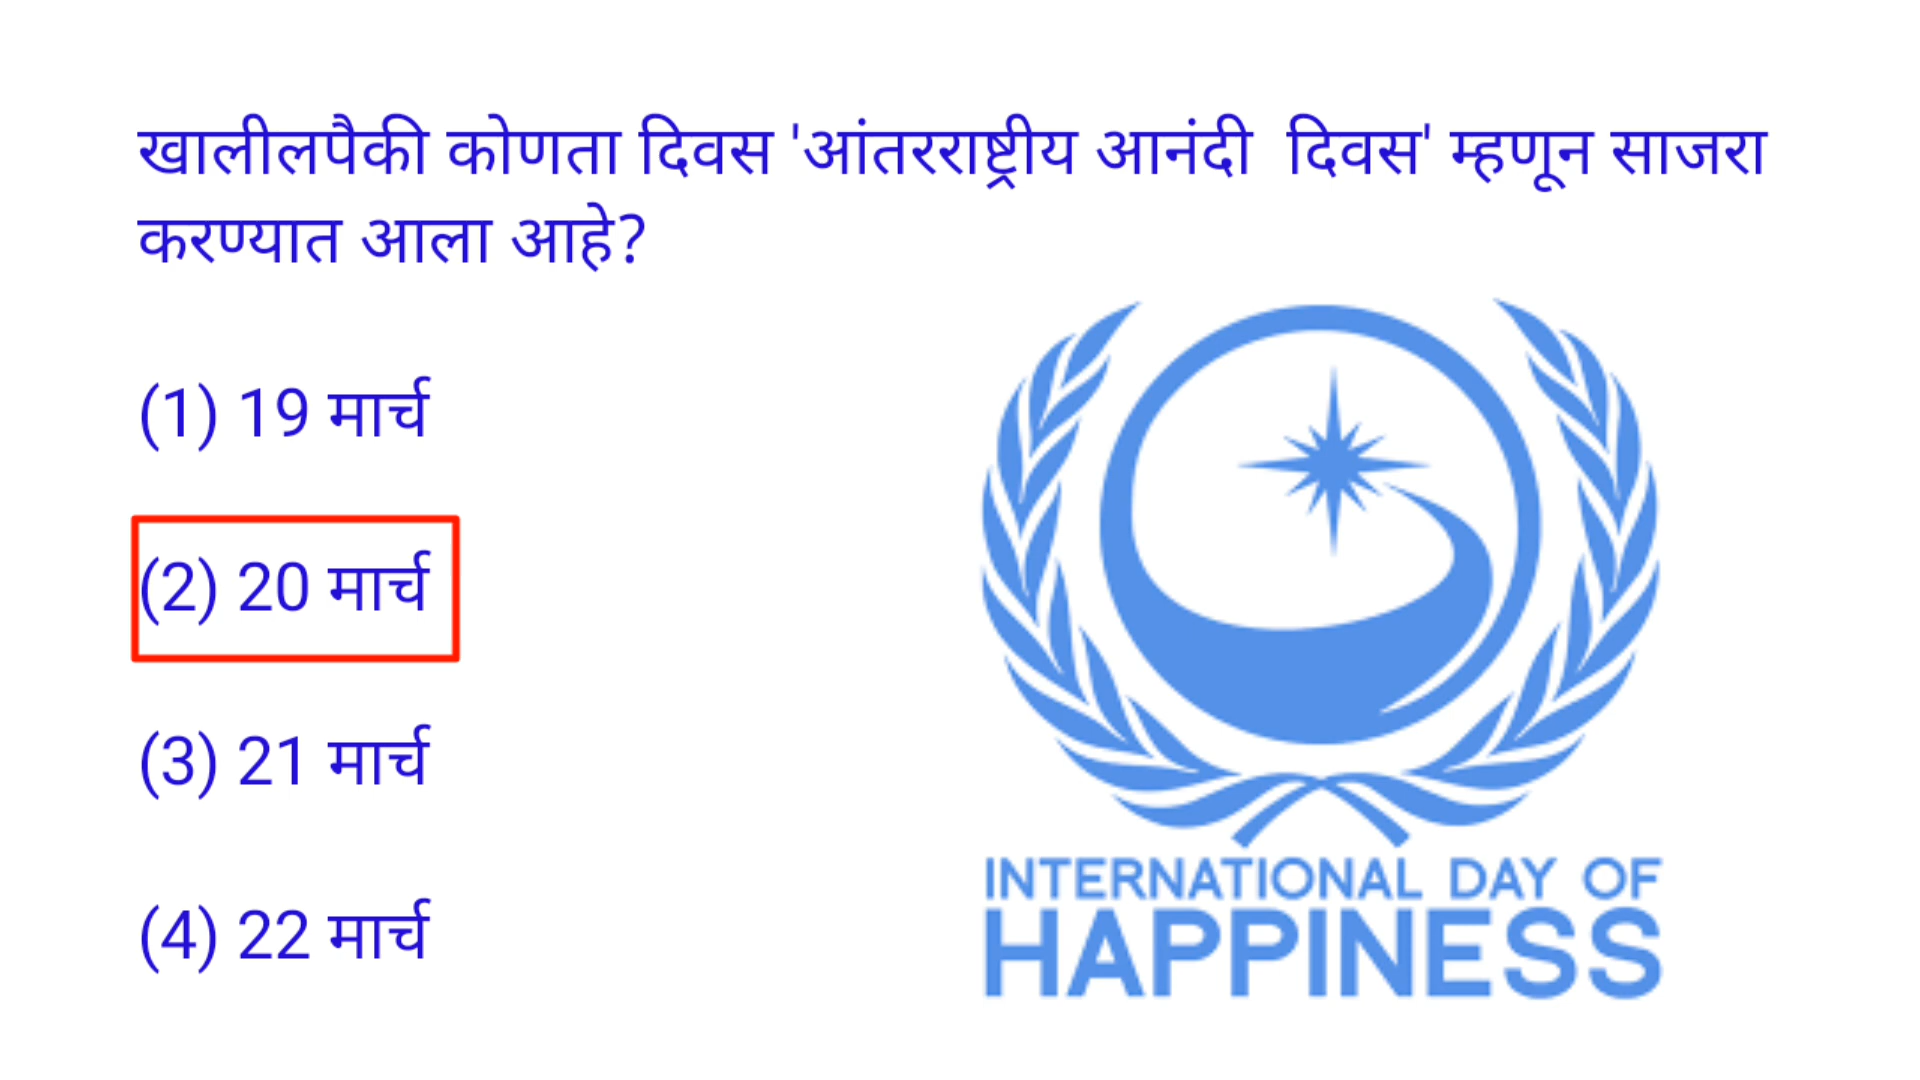 खालीलपैकी कोणता दिवस 'आंतरराष्ट्रीय आनंदी दिवस' म्हणून साजरा
करण्यात आला आहे?
(1) 19 मार्च
(2) 20 मार्च
(3) 21 मार्च
(4) 22 मार्च
INTERNATIONAL DAY OF
HAPPINESS